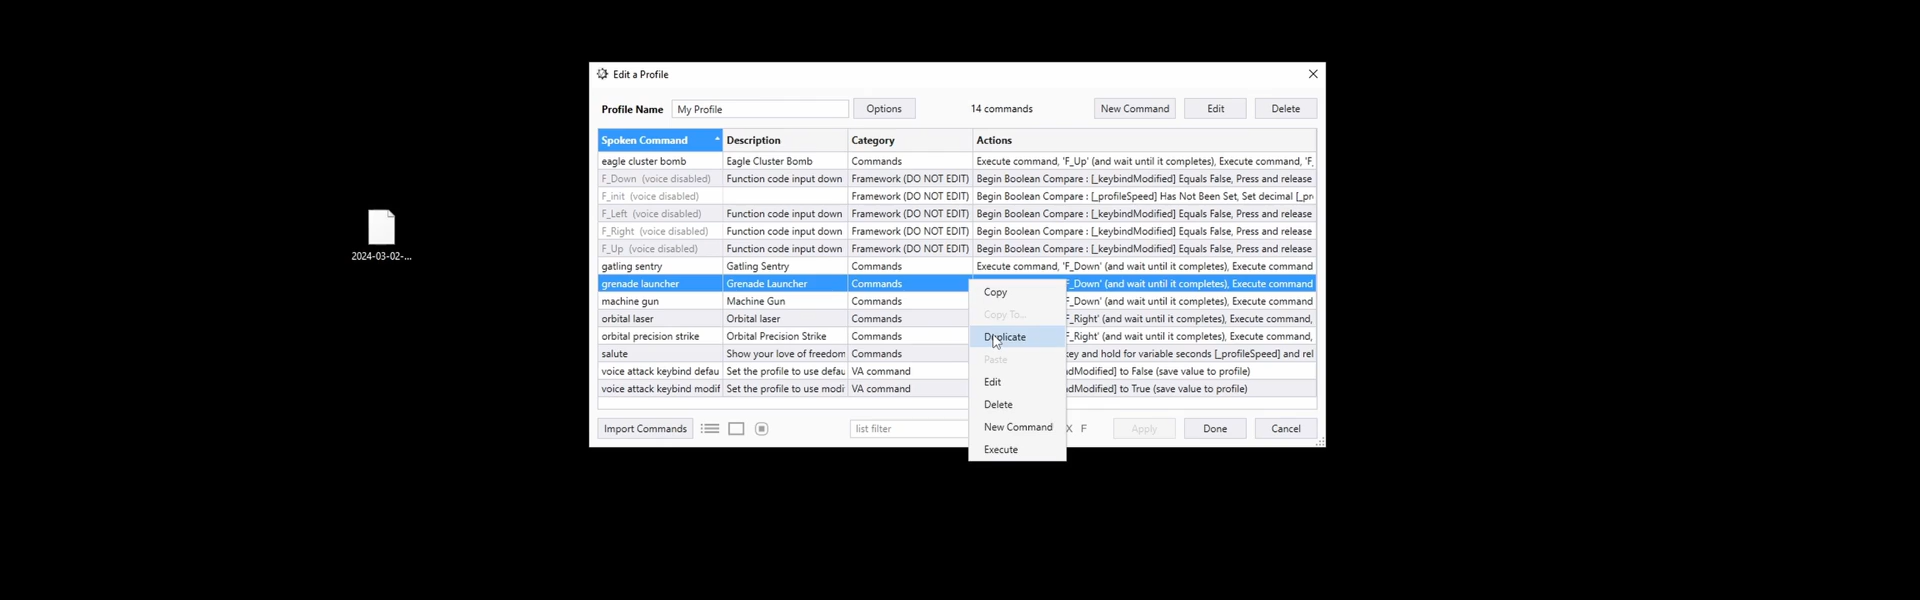 Edit a Profile
Profile Name My Profile Options 14 commands New Command Edit Delete
Spoken Command Description Category Actions
eagle cluster bomb Eagle Cluster Bomb Commands Execute command, 'F_Up' (and wait until it completes), Execute command, 'F_
F_Down (voice disabled) Function code input down Framework (DO NOT EDIT) Begin Boolean Compare : [_keybindModified] Equals False, Press and release
F_init (voice disabled) Framework (DO NOT EDIT) Begin Boolean Compare : [_profileSpeed] Has Not Been Set, Set decimal [_pr
F_Left (voice disabled) Function code input down Framework (DO NOT EDIT) Begin Boolean Compare : [_keybindModified] Equals False, Press and release
F_Right (voice disabled) Function code input down Framework (DO NOT EDIT) Begin Boolean Compare : [_keybindModified] Equals False, Press and release
F_Up (voice disabled) Function code input down Framework (DO NOT EDIT) Begin Boolean Compare : [_keybindModified] Equals False, Press and release
2024-03-02-...
gatling sentry Gatling Sentry Commands Execute command, 'F_Down' (and wait until it completes), Execute command
grenade launcher Grenade Launcher Commands F_Down' (and wait until it completes), Execute command
Copy
machine gun Machine Gun Commands F_Down' (and wait until it completes), Execute command
Copy To...
orbital laser Orbital laser Commands F_Right' (and wait until it completes), Execute command,
orbital precision strike Orbital Precision Strike Commands Duplicate F_Right' (and wait until it completes), Execute command,
salute Show your love of freedom Commands key and hold for variable seconds [_profileSpeed] and rel
Paste
voice attack keybind defau Set the profile to use defau VA command dModified] to False (save value to profile)
Edit
voice attack keybind modif Set the profile to use modi VA command dModified] to True (save value to profile)
Delete
Import Commands list filter New Command X F Apply Done Cancel
Execute